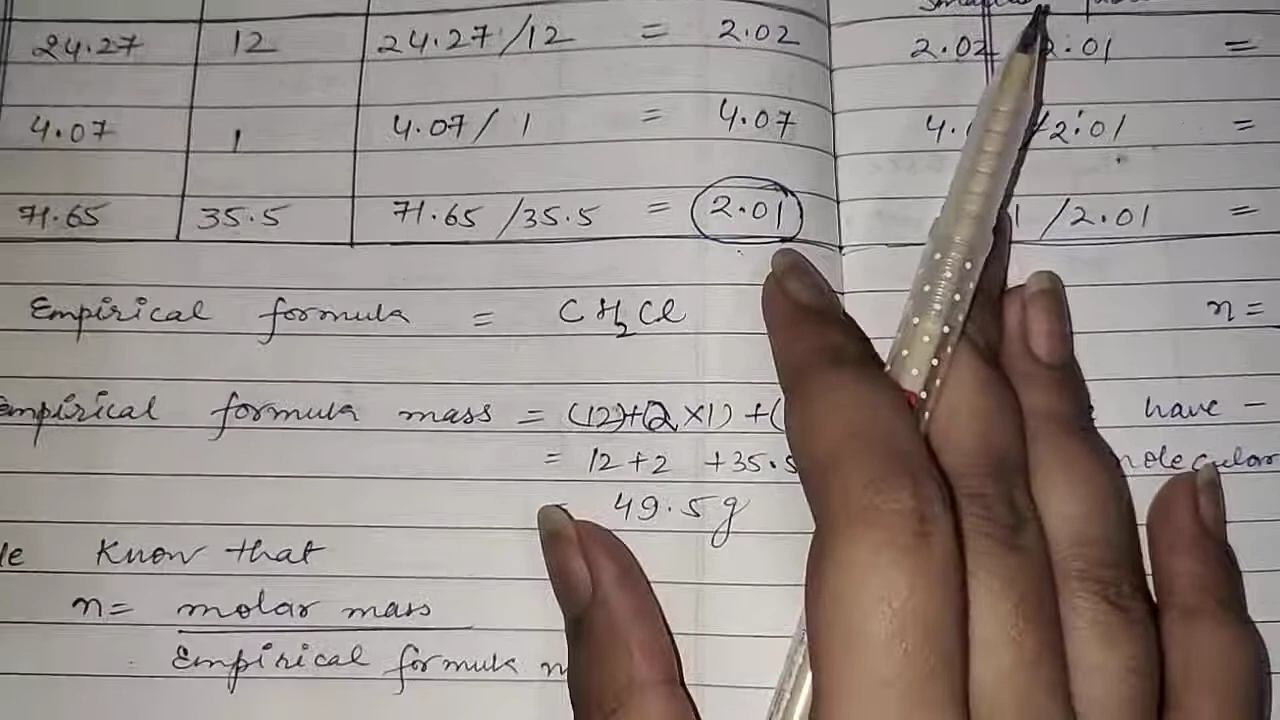 24.27 12 24.27/12 = 2.02 2.02 2.01 =
4.07 1 4.07/1 = 4.07 4. /2.01 =
71.65 35.5 71.65/35.5 = 2.01 1/2.01 =
Empirical formula = CH₂Cl n=
Empirical formula mass = (12)+(2×1)+( have -
= 12+2 +35.5 molecular
= 49.5g
Know that
n= molar mass
Empirical formula m